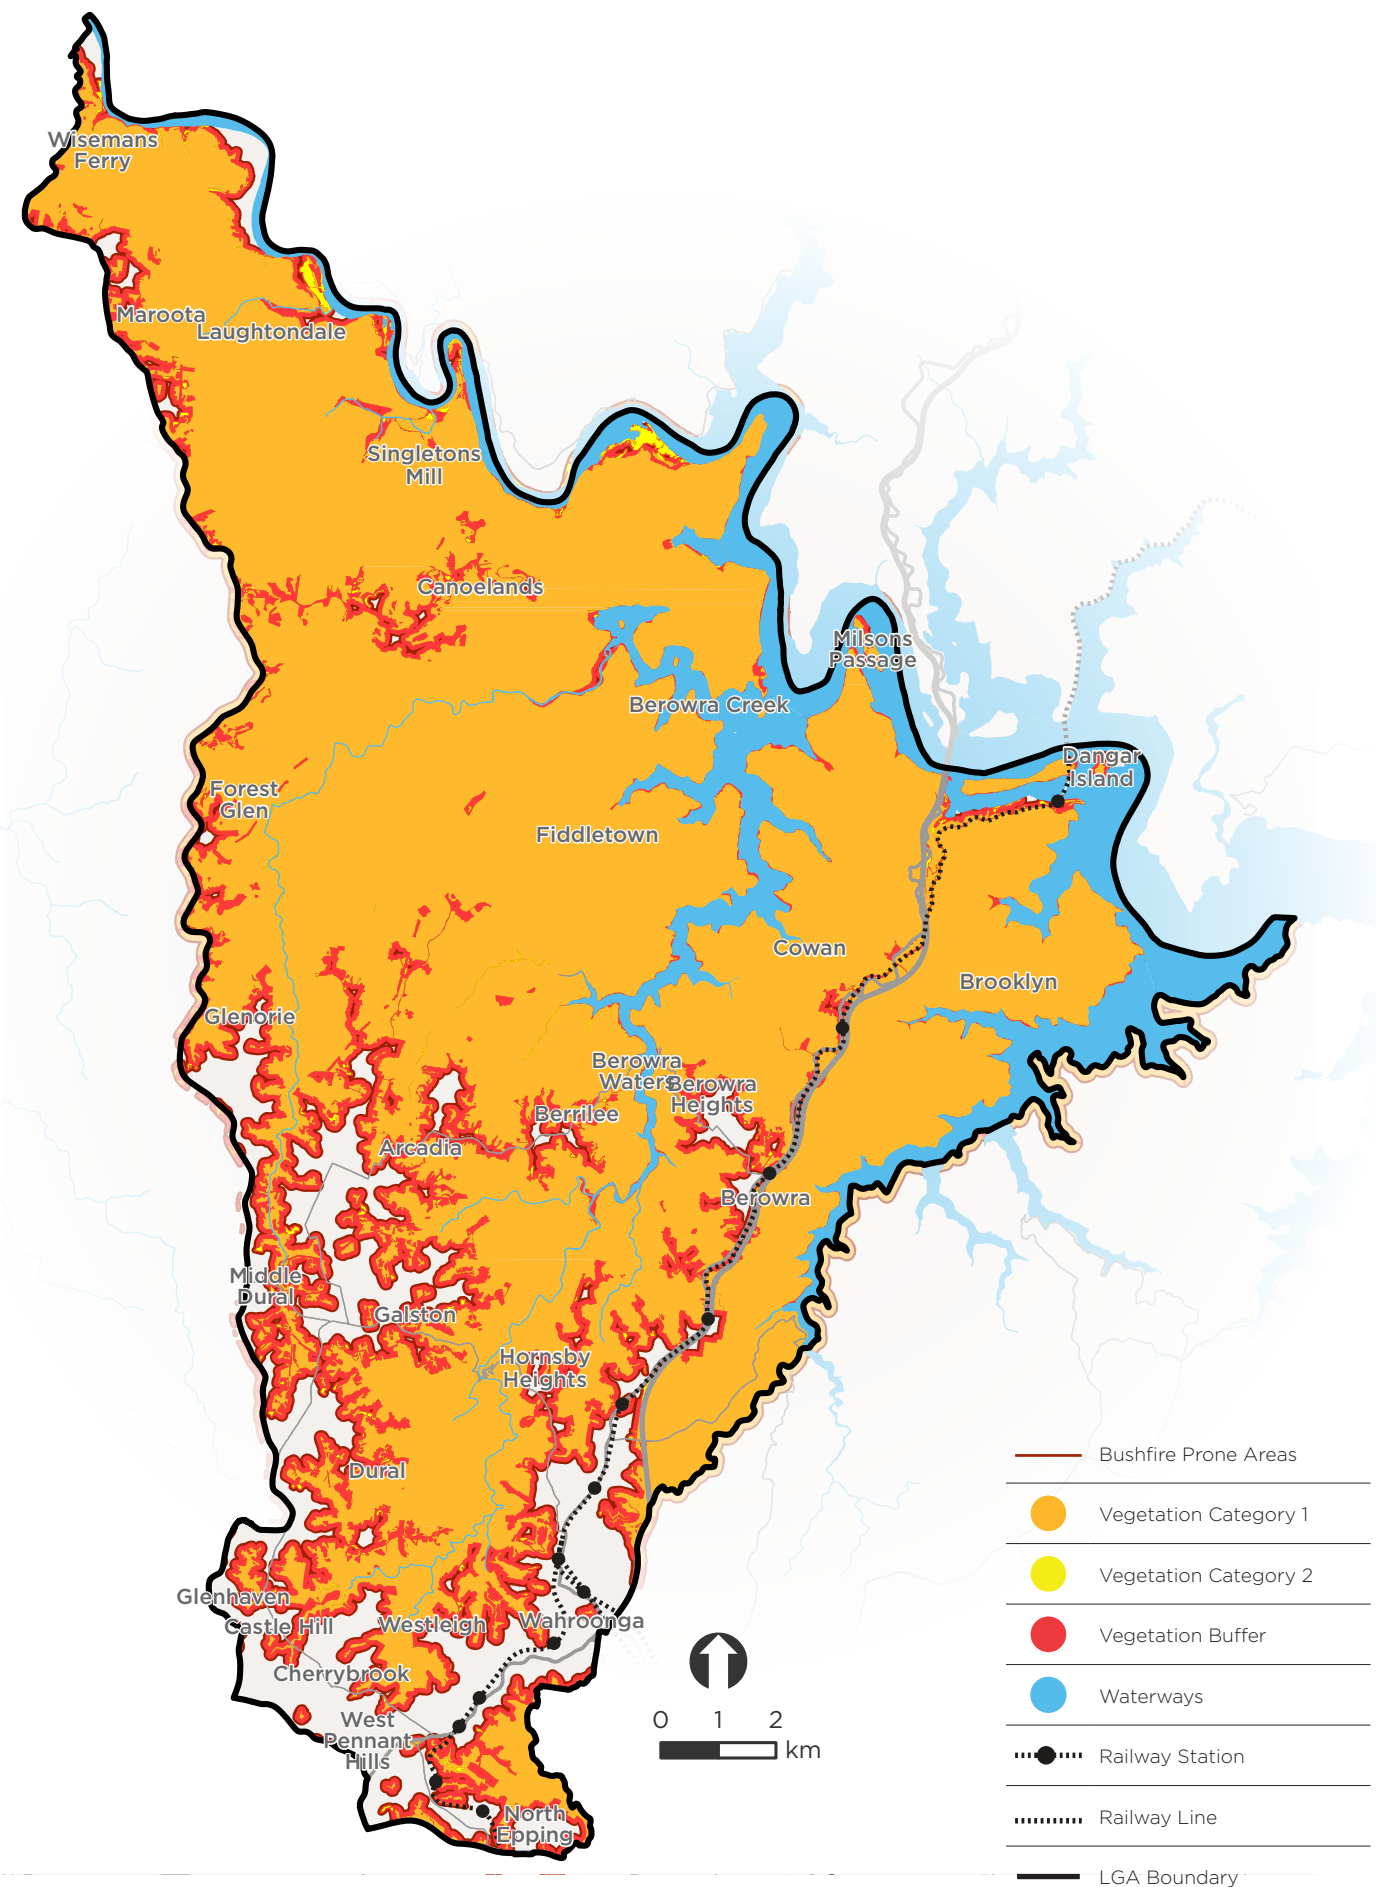 Wisemans
Ferry
Maroota
Laughtondale
Singletons
Mill
Canoelands
Milsons
Passage
Berowra Creek
Dangar
Island
Forest
Glen
Fiddletown
Cowan
Brooklyn
Glenorie
Berowra
Waters
Berowra
Heights
Berrilee
Arcadia
Berowra
Middle
Dural
Galston
Hornsby
Heights
Dural
Glenhaven
Castle Hill
Westleigh
Wahroonga
Cherrybrook
West
Pennant
Hills
North
Epping
0 1 2
km
Bushfire Prone Areas
Vegetation Category 1
Vegetation Category 2
Vegetation Buffer
Waterways
Railway Station
Railway Line
LGA Boundary